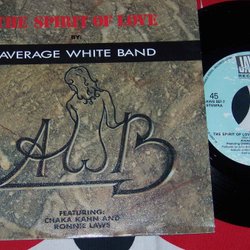 THE SPIRIT OF LOVE
BY:
AVERAGE WHITE BAND
AWB
FEATURING:
CHAKA KAHN AND
RONNIE LAWS
45
THE SPIRIT OF LOVE